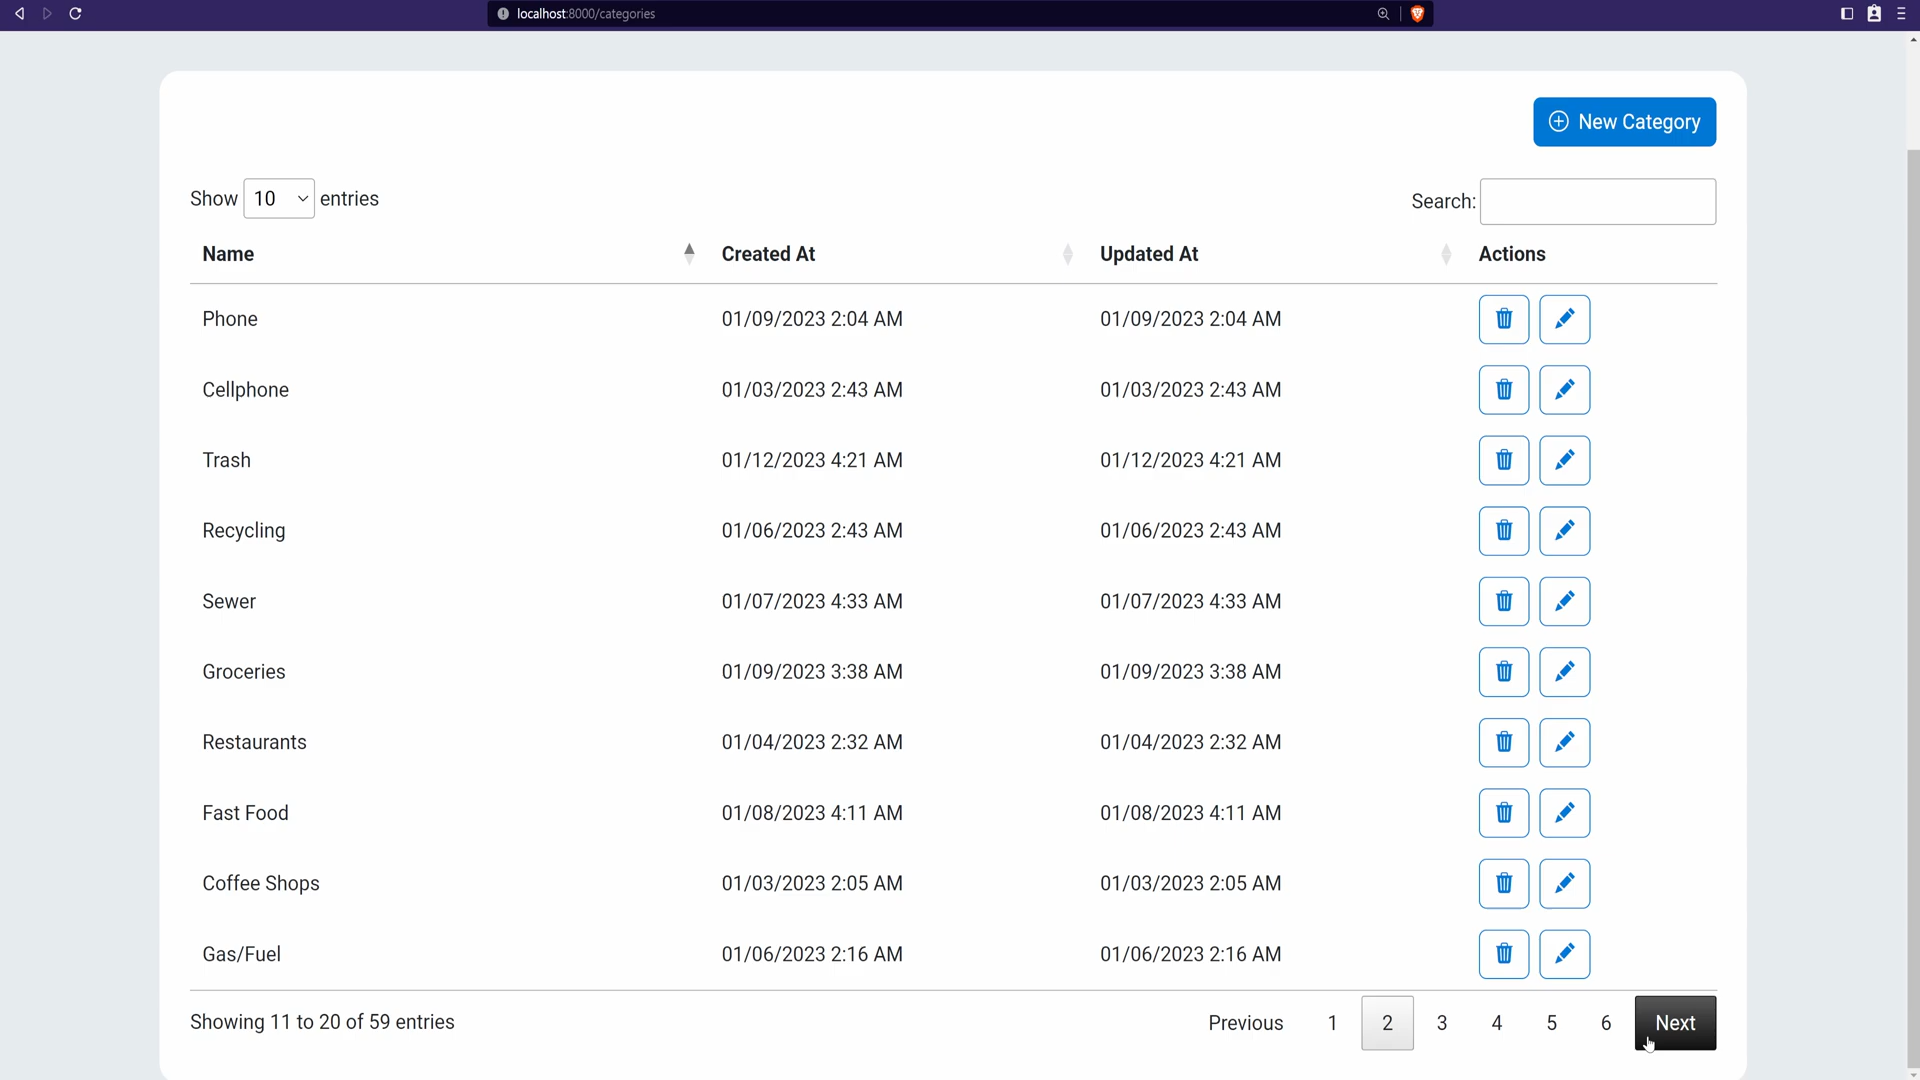 localhost:8000/categories
New Category
Show 10 entries
Search:
Name Created At Updated At Actions
Phone 01/09/2023 2:04 AM 01/09/2023 2:04 AM
Cellphone 01/03/2023 2:43 AM 01/03/2023 2:43 AM
Trash 01/12/2023 4:21 AM 01/12/2023 4:21 AM
Recycling 01/06/2023 2:43 AM 01/06/2023 2:43 AM
Sewer 01/07/2023 4:33 AM 01/07/2023 4:33 AM
Groceries 01/09/2023 3:38 AM 01/09/2023 3:38 AM
Restaurants 01/04/2023 2:32 AM 01/04/2023 2:32 AM
Fast Food 01/08/2023 4:11 AM 01/08/2023 4:11 AM
Coffee Shops 01/03/2023 2:05 AM 01/03/2023 2:05 AM
Gas/Fuel 01/06/2023 2:16 AM 01/06/2023 2:16 AM
Showing 11 to 20 of 59 entries Previous 1 2 3 4 5 6 Next